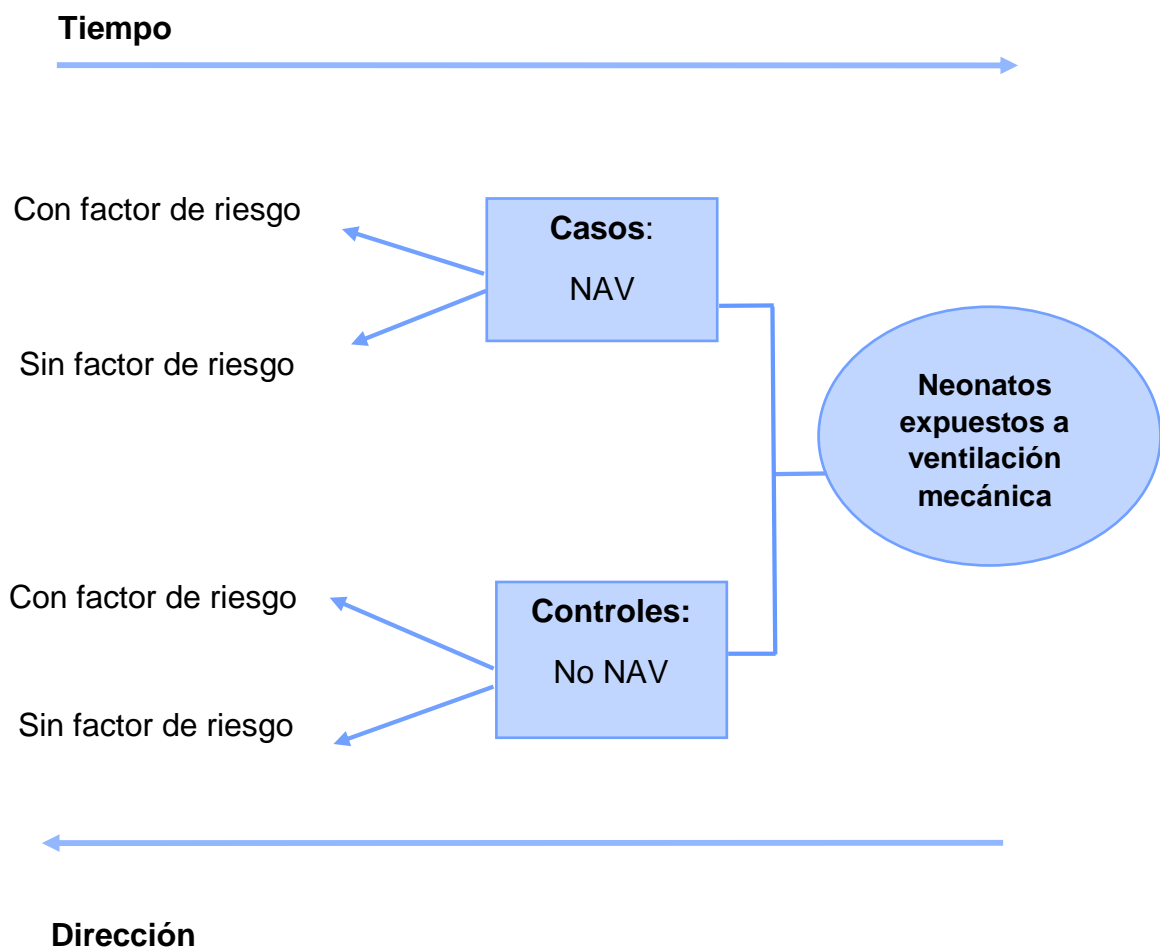 Tiempo
Con factor de riesgo
Casos:
NAV
Sin factor de riesgo
Neonatos
expuestos a
ventilación
mecánica
Con factor de riesgo
Controles:
No NAV
Sin factor de riesgo
Dirección